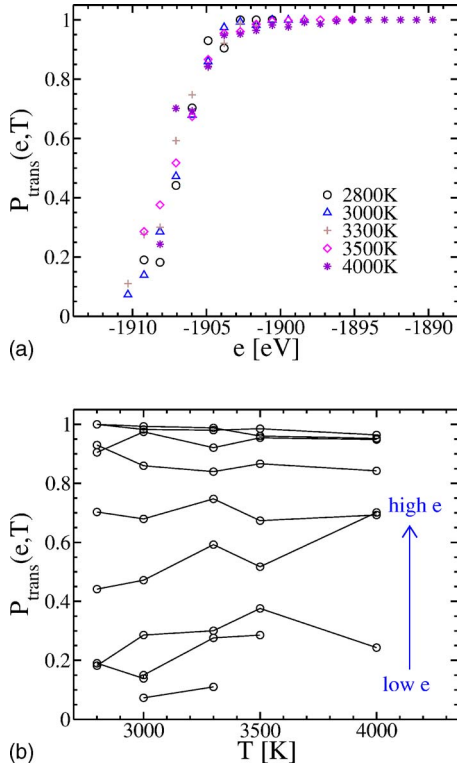 1
0.8
0.6
0.4
0.2
0
P_trans(e,T)
2800K
3000K
3300K
3500K
4000K
-1910 -1905 -1900 -1895 -1890
e [eV]
(a)
1
0.8
0.6
0.4
0.2
0
P_trans(e,T)
high e
low e
3000 3500 4000
T [K]
(b)